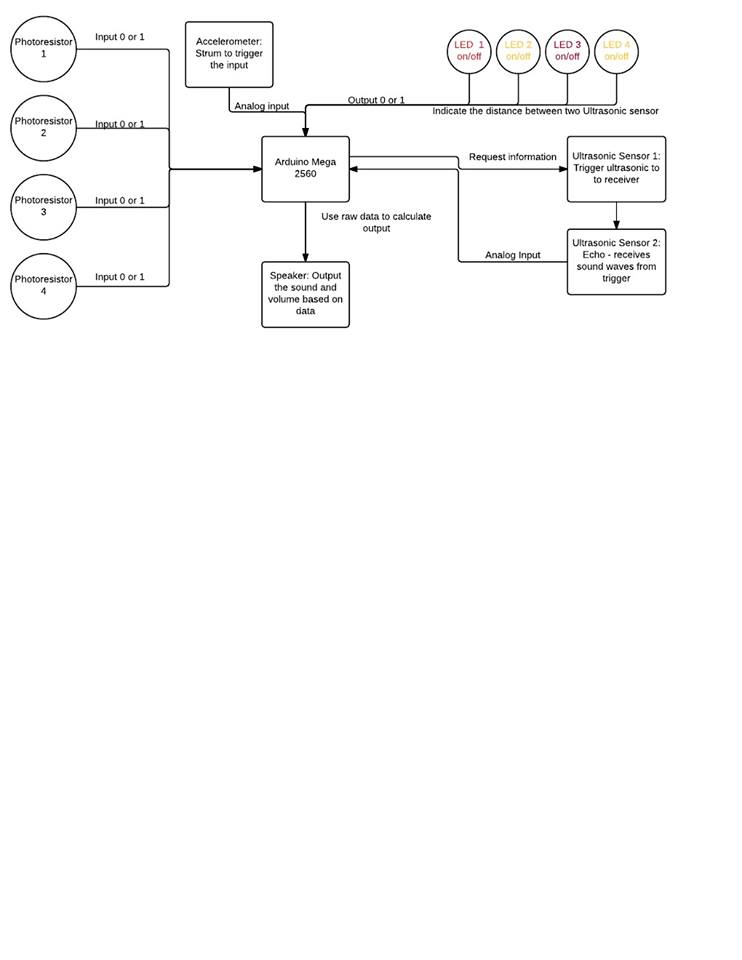 Photoresistor
1
Input 0 or 1
Photoresistor
2
Input 0 or 1
Photoresistor
3
Input 0 or 1
Photoresistor
4
Input 0 or 1
Accelerometer:
Strum to trigger
the input
Analog input
LED 1
on/off
LED 2
on/off
LED 3
on/off
LED 4
on/off
Output 0 or 1
Indicate the distance between two Ultrasonic sensor
Arduino Mega
2560
Request information
Ultrasonic Sensor 1:
Trigger ultrasonic to
to receiver
Use raw data to calculate
output
Analog Input
Ultrasonic Sensor 2:
Echo - receives
sound waves from
trigger
Speaker: Output
the sound and
volume based on
data